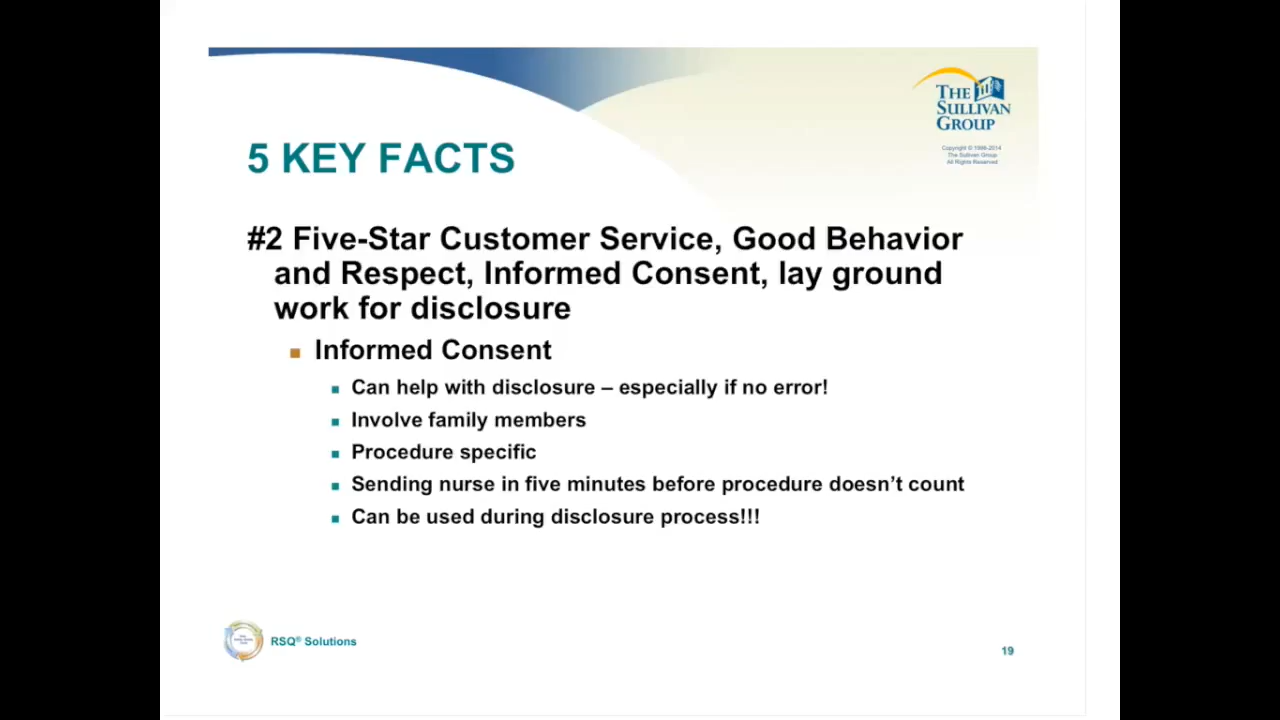 THE
SULLIVAN
GROUP
Copyright © 1996-2014
The Sullivan Group
All Rights Reserved
5 KEY FACTS
#2 Five-Star Customer Service, Good Behavior
and Respect, Informed Consent, lay ground
work for disclosure
Informed Consent
Can help with disclosure – especially if no error!
Involve family members
Procedure specific
Sending nurse in five minutes before procedure doesn't count
Can be used during disclosure process!!!
RSQ® Solutions
19